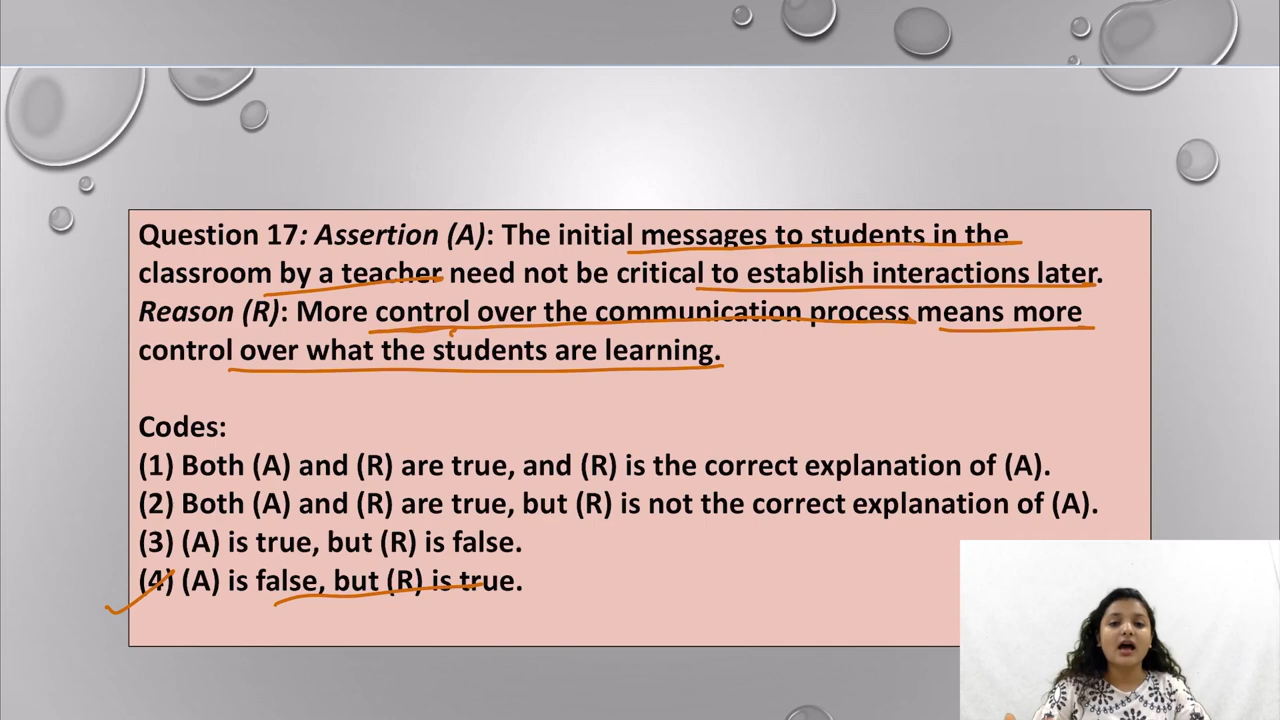 Question 17: Assertion (A): The initial messages to students in the
classroom by a teacher need not be critical to establish interactions later.
Reason (R): More control over the communication process means more
control over what the students are learning.
Codes:
(1) Both (A) and (R) are true, and (R) is the correct explanation of (A).
(2) Both (A) and (R) are true, but (R) is not the correct explanation of (A).
(3) (A) is true, but (R) is false.
(4) (A) is false, but (R) is true.